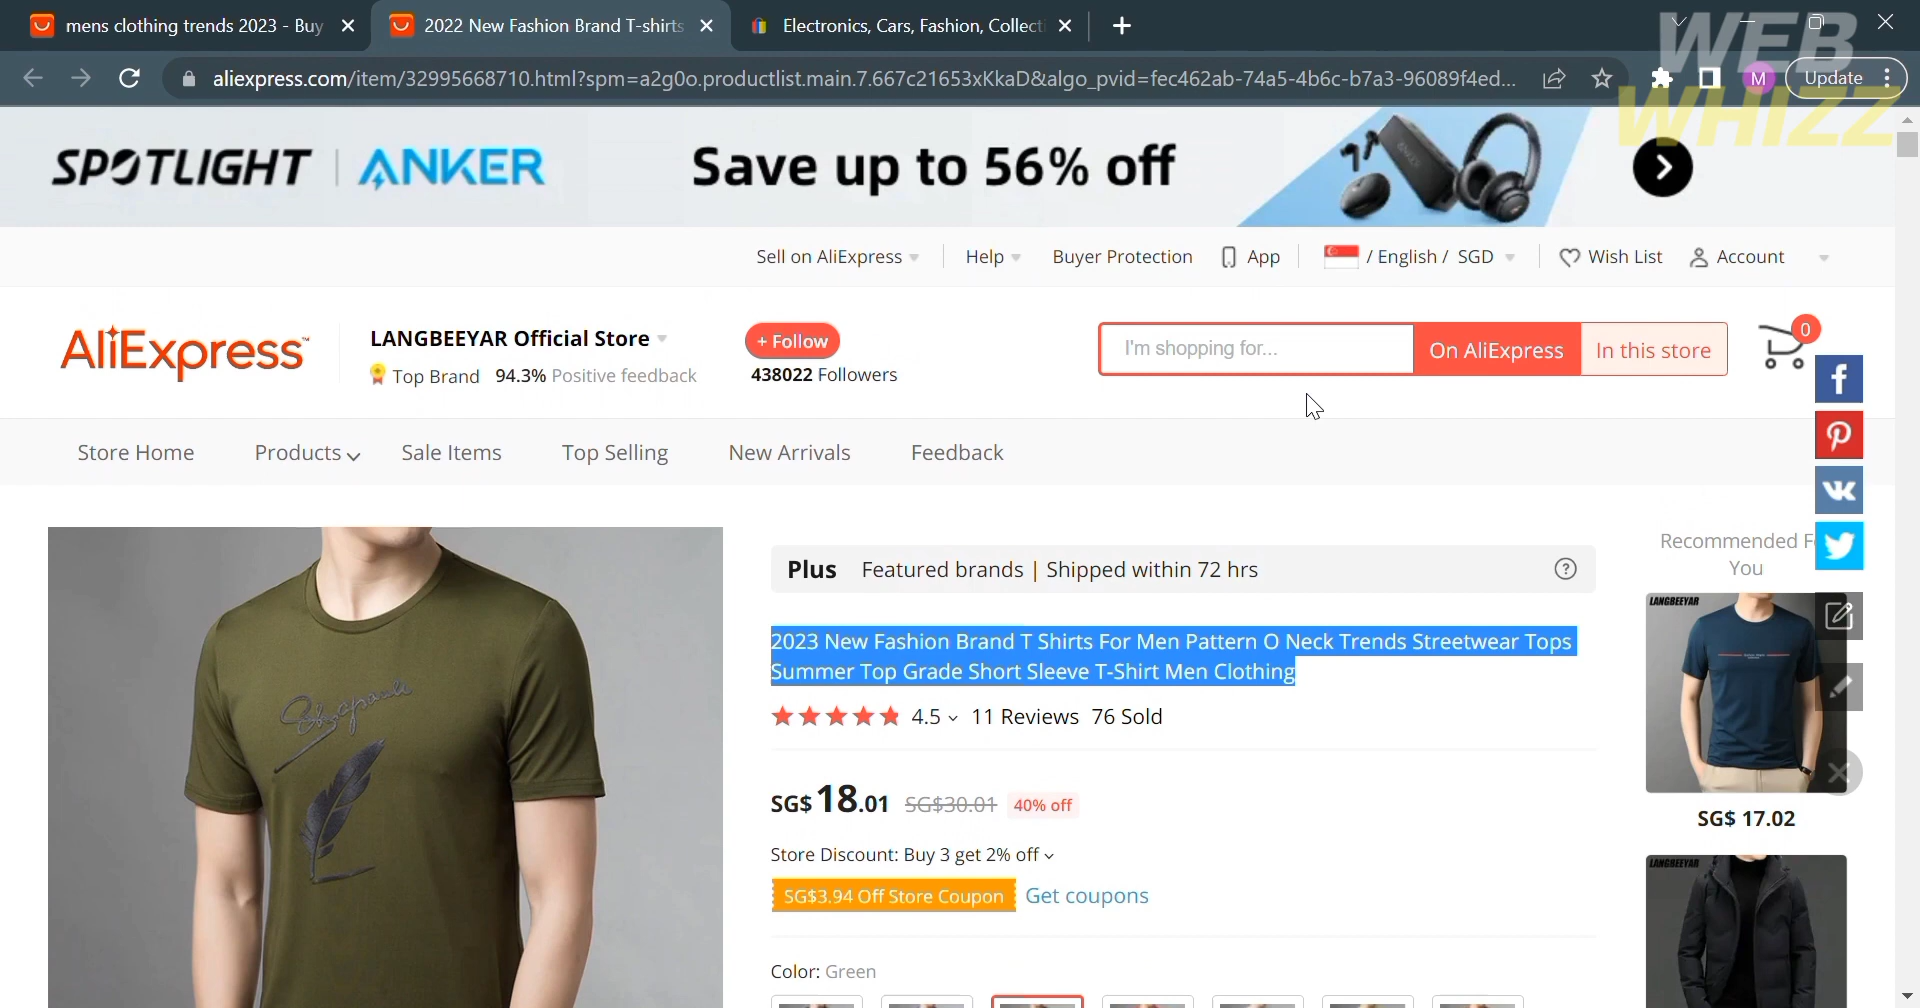 mens clothing trends 2023 - Buy
2022 New Fashion Brand T-shirts
Electronics, Cars, Fashion, Collecti
WEB
WHIZZ
aliexpress.com/item/32995668710.html?spm=a2g0o.productlist.main.7.667c21653xKkaD&algo_pvid=fec462ab-74a5-4b6c-b7a3-96089f4ed...
M
Update
SPOTLIGHT | ANKER
Save up to 56% off
Sell on AliExpress
Help
Buyer Protection
App
/ English / SGD
Wish List
Account
AliExpress™
LANGBEEYAR Official Store
Top Brand 94.3% Positive feedback
+ Follow
438022 Followers
I'm shopping for...
On AliExpress
In this store
0
Store Home
Products
Sale Items
Top Selling
New Arrivals
Feedback
Plus Featured brands | Shipped within 72 hrs
2023 New Fashion Brand T Shirts For Men Pattern O Neck Trends Streetwear Tops
Summer Top Grade Short Sleeve T-Shirt Men Clothing
4.5 11 Reviews 76 Sold
SG$ 18.01 SG$30.01 40% off
Store Discount: Buy 3 get 2% off
SG$3.94 Off Store Coupon Get coupons
Color: Green
Recommended F
You
LANGBEEYAR
SG$ 17.02
LANGBEEYAR